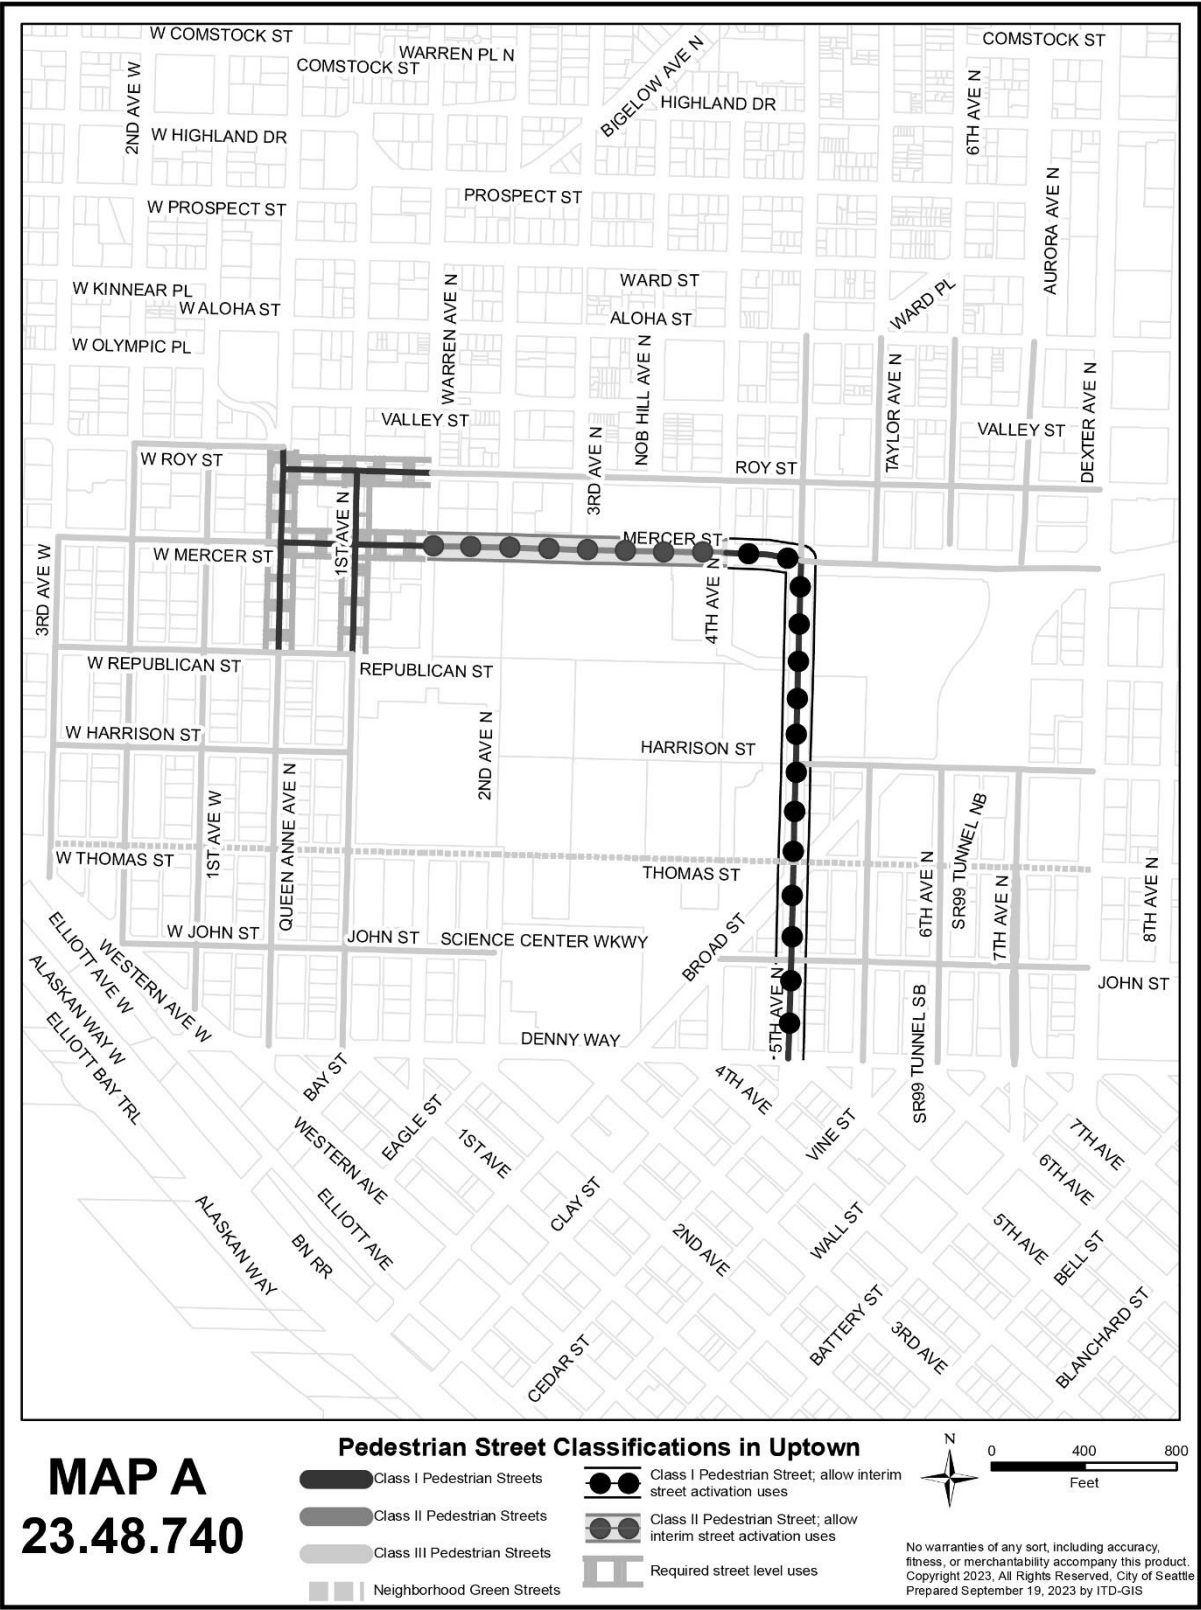 W COMSTOCK ST
WARREN PL N
COMSTOCK ST
COMSTOCK ST
2ND AVE W
BIGELOW AVE N
HIGHLAND DR
6TH AVE N
W HIGHLAND DR
PROSPECT ST
W PROSPECT ST
AURORA AVE N
W KINNEAR PL
W ALOHA ST
WARREN AVE N
WARD ST
WARD PL
ALOHA ST
W OLYMPIC PL
NOB HILL AVE N
TAYLOR AVE N
DEXTER AVE N
VALLEY ST
VALLEY ST
W ROY ST
3RD AVE N
ROY ST
1ST AVE N
MERCER ST
W MERCER ST
3RD AVE W
4TH AVE N
W REPUBLICAN ST
REPUBLICAN ST
W HARRISON ST
2ND AVE N
HARRISON ST
QUEEN ANNE AVE N
1ST AVE W
SR99 TUNNEL NB
W THOMAS ST
THOMAS ST
6TH AVE N
7TH AVE N
8TH AVE N
W JOHN ST
JOHN ST
SCIENCE CENTER WKWY
BROAD ST
JOHN ST
ELLIOTT AVE W
WESTERN AVE W
ALASKAN WAY W
ELLIOTT BAY TRL
5TH AVE N
DENNY WAY
SR99 TUNNEL SB
BAY ST
4TH AVE
EAGLE ST
WESTERN AVE
1ST AVE
VINE ST
7TH AVE
6TH AVE
ELLIOTT AVE
CLAY ST
ALASKAN WAY
BN RR
2ND AVE
WALL ST
5TH AVE
BELL ST
BATTERY ST
3RD AVE
BLANCHARD ST
CEDAR ST
MAP A
23.48.740
Pedestrian Street Classifications in Uptown
Class I Pedestrian Streets
Class II Pedestrian Streets
Class III Pedestrian Streets
Neighborhood Green Streets
Class I Pedestrian Street; allow interim
street activation uses
Class II Pedestrian Street; allow
interim street activation uses
Required street level uses
N
0 400 800
Feet
No warranties of any sort, including accuracy,
fitness, or merchantability accompany this product.
Copyright 2023, All Rights Reserved, City of Seattle
Prepared September 19, 2023 by ITD-GIS